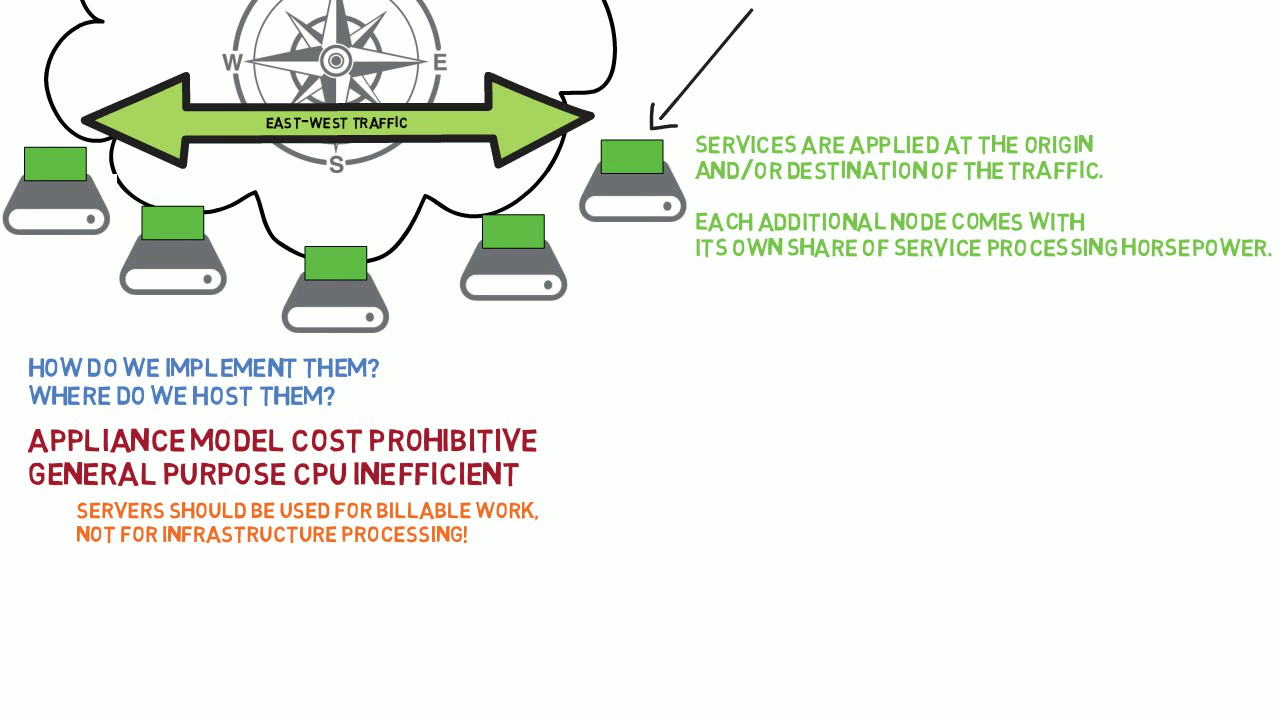 W
E
EAST-WEST TRAFFIC
S
SERVICES ARE APPLIED AT THE ORIGIN
AND/OR DESTINATION OF THE TRAFFIC.
EACH ADDITIONAL NODE COMES WITH
ITS OWN SHARE OF SERVICE PROCESSING HORSEPOWER.
HOW DO WE IMPLEMENT THEM?
WHERE DO WE HOST THEM?
APPLIANCE MODEL COST PROHIBITIVE
GENERAL PURPOSE CPU INEFFICIENT
SERVERS SHOULD BE USED FOR BILLABLE WORK,
NOT FOR INFRASTRUCTURE PROCESSING!